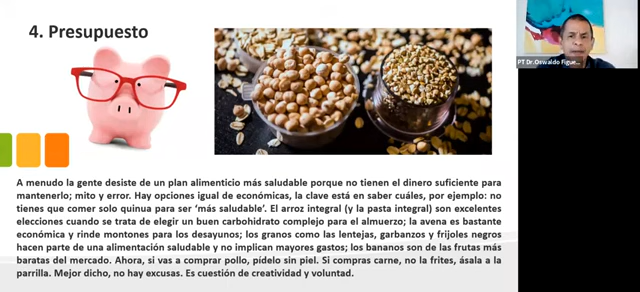 4. Presupuesto
PT Dr.Oswaldo Figue...
A menudo la gente desiste de un plan alimenticio más saludable porque no tienen el dinero suficiente para
mantenerlo; mito y error. Hay opciones igual de económicas, la clave está en saber cuáles, por ejemplo: no
tienes que comer solo quinua para ser ‘más saludable’. El arroz integral (y la pasta integral) son excelentes
elecciones cuando se trata de elegir un buen carbohidrato complejo para el almuerzo; la avena es bastante
económica y rinde montones para los desayunos; los granos como las lentejas, garbanzos y frijoles negros
hacen parte de una alimentación saludable y no implican mayores gastos; los bananos son de las frutas más
baratas del mercado. Ahora, si vas a comprar pollo, pídelo sin piel. Si compras carne, no la frites, ásala a la
parrilla. Mejor dicho, no hay excusas. Es cuestión de creatividad y voluntad.